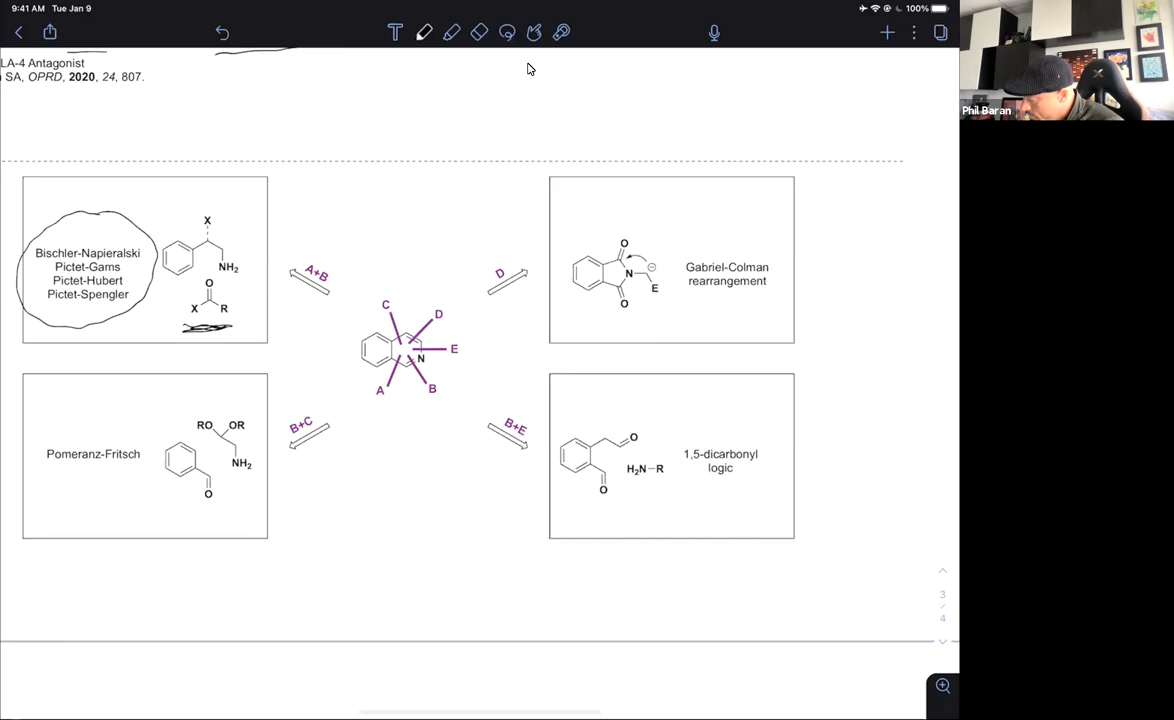 9:41 AM Tue Jan 9
100%
Phil Baran
LA-4 Antagonist
SA, OPRD, 2020, 24, 807.
Bischler-Napieralski
Pictet-Gams
Pictet-Hubert
Pictet-Spengler
X
NH2
O
X R
A+B
D
O
N
E
O
Gabriel-Colman
rearrangement
C
D
E
N
A
B
B+C
B+E
Pomeranz-Fritsch
RO OR
NH2
O
O
H2N–R
O
1,5-dicarbonyl
logic
3
/
4